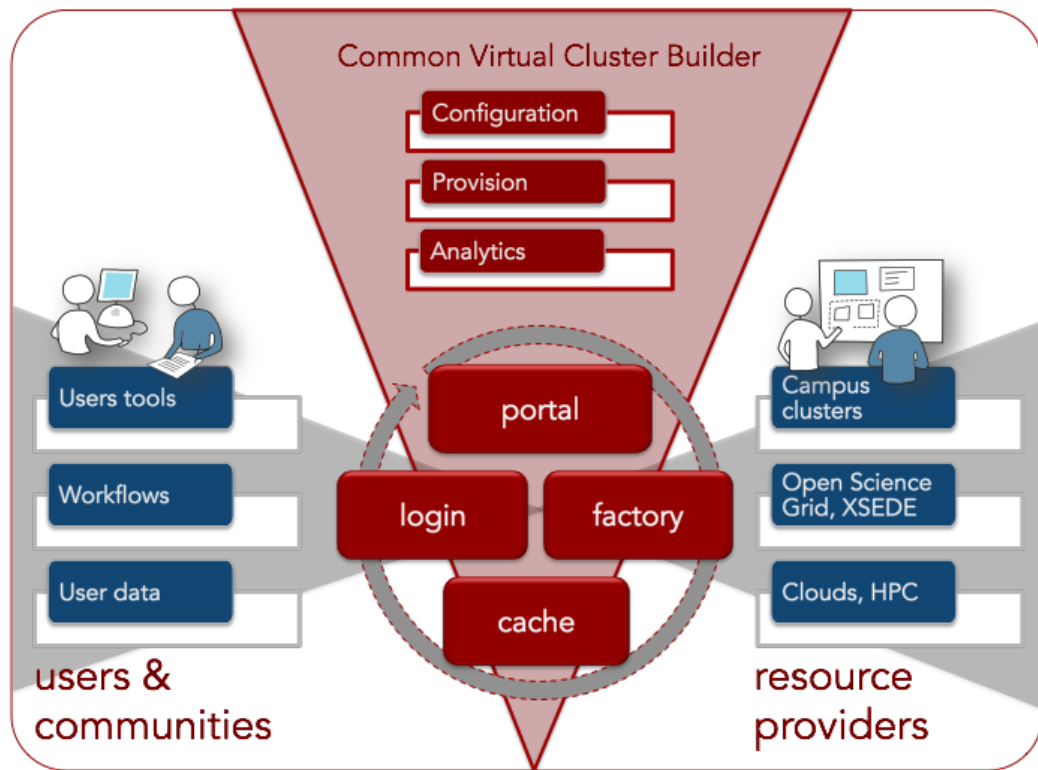 Common Virtual Cluster Builder
Configuration
Provision
Analytics
Users tools
Workflows
User data
users &
communities
portal
login
factory
cache
Campus
clusters
Open Science
Grid, XSEDE
Clouds, HPC
resource
providers